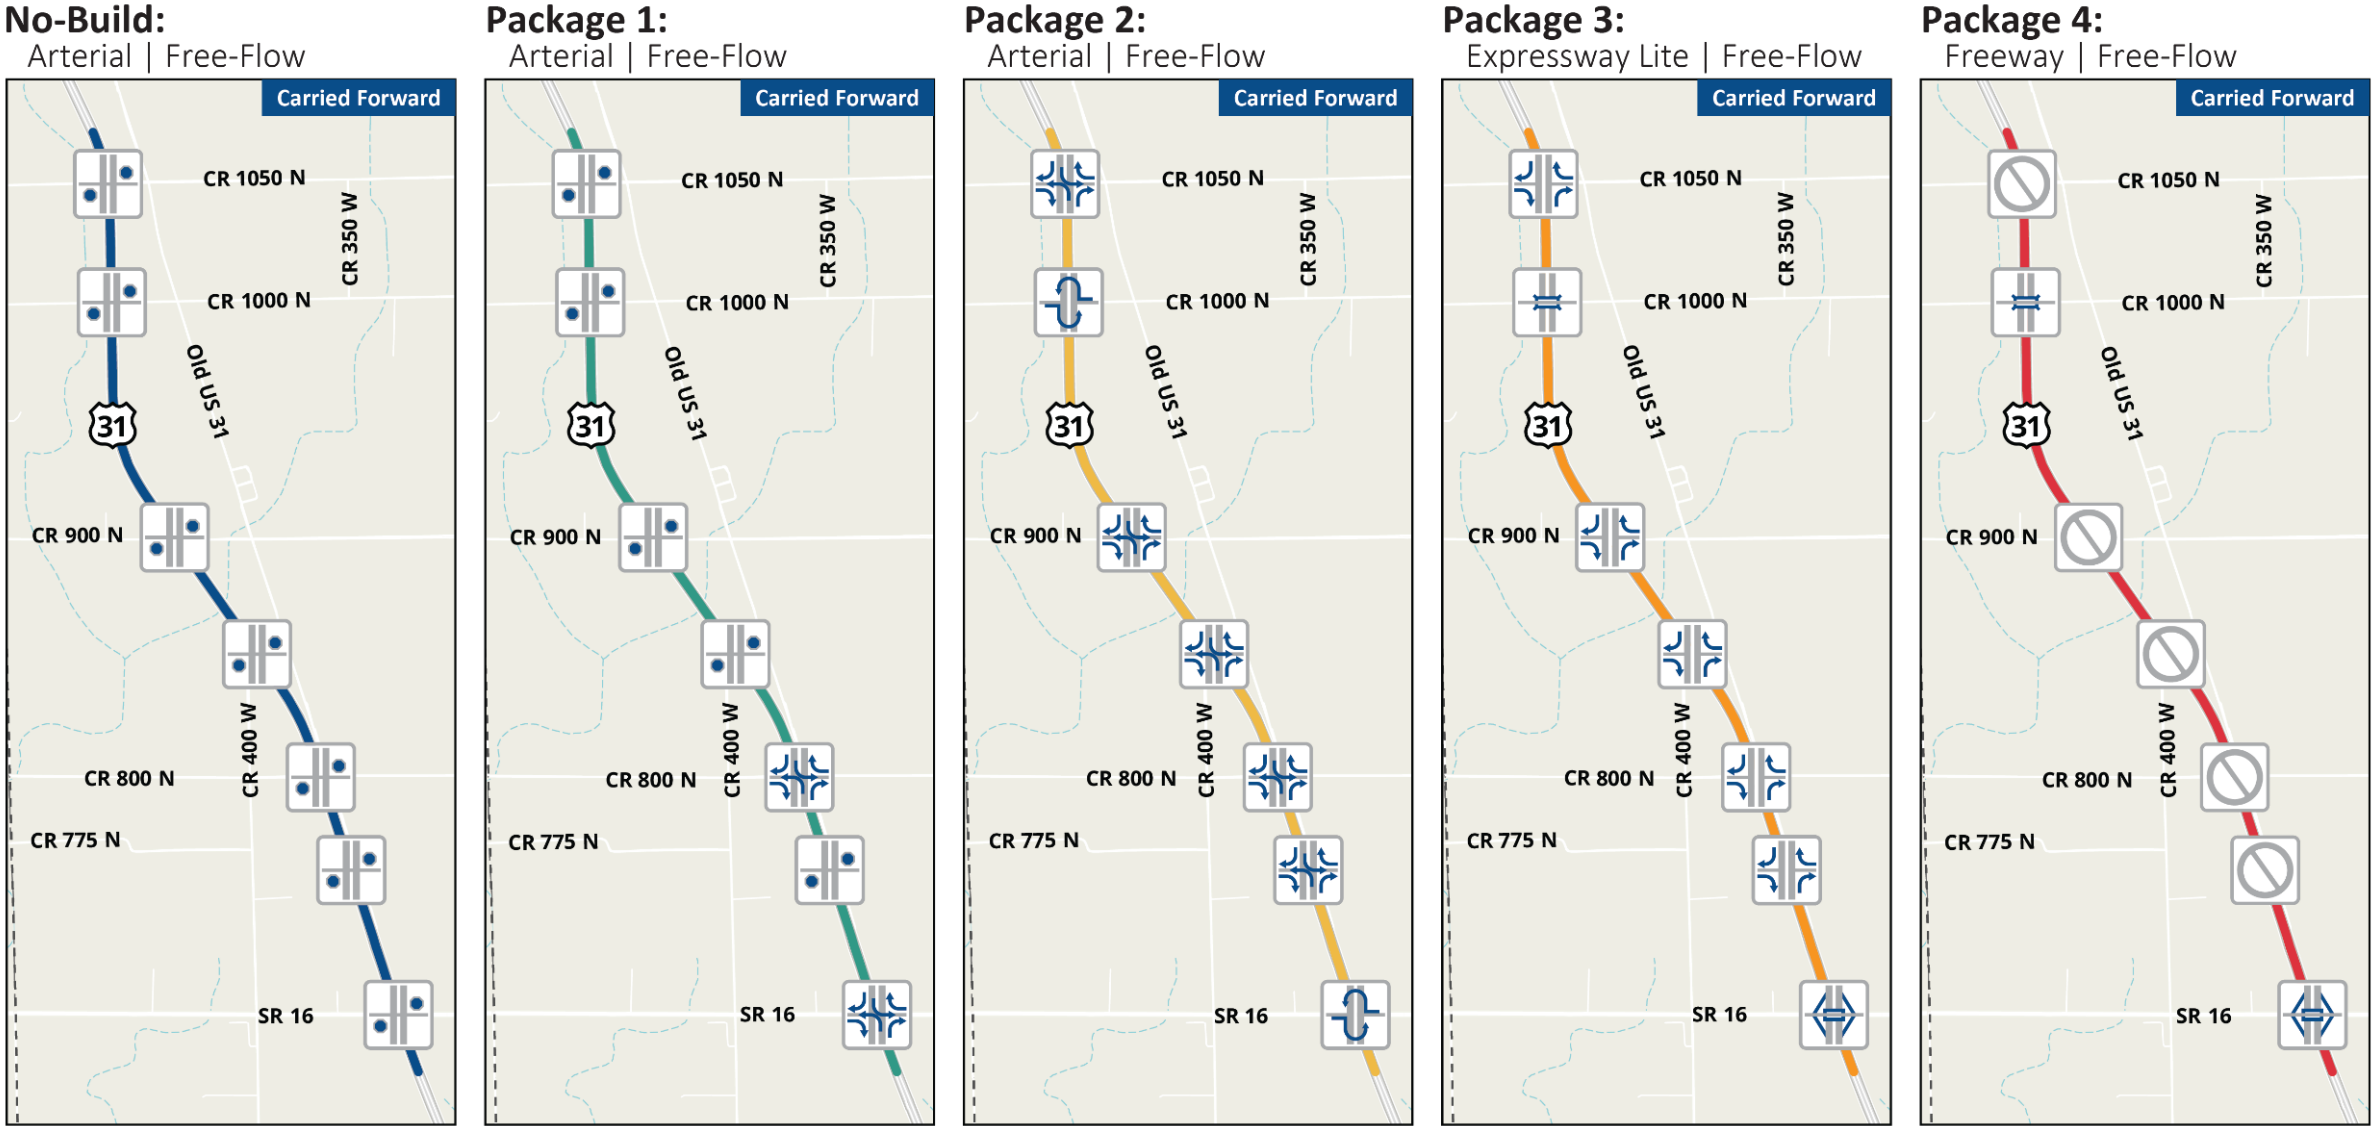 No-Build:
Arterial | Free-Flow
Carried Forward
CR 1050 N
CR 350 W
CR 1000 N
Old US 31
31
CR 900 N
CR 400 W
CR 800 N
CR 775 N
SR 16
Package 1:
Arterial | Free-Flow
Carried Forward
CR 1050 N
CR 350 W
CR 1000 N
Old US 31
31
CR 900 N
CR 400 W
CR 800 N
CR 775 N
SR 16
Package 2:
Arterial | Free-Flow
Carried Forward
CR 1050 N
CR 350 W
CR 1000 N
Old US 31
31
CR 900 N
CR 400 W
CR 800 N
CR 775 N
SR 16
Package 3:
Expressway Lite | Free-Flow
Carried Forward
CR 1050 N
CR 350 W
CR 1000 N
Old US 31
31
CR 900 N
CR 400 W
CR 800 N
CR 775 N
SR 16
Package 4:
Freeway | Free-Flow
Carried Forward
CR 1050 N
CR 350 W
CR 1000 N
Old US 31
31
CR 900 N
CR 400 W
CR 800 N
CR 775 N
SR 16